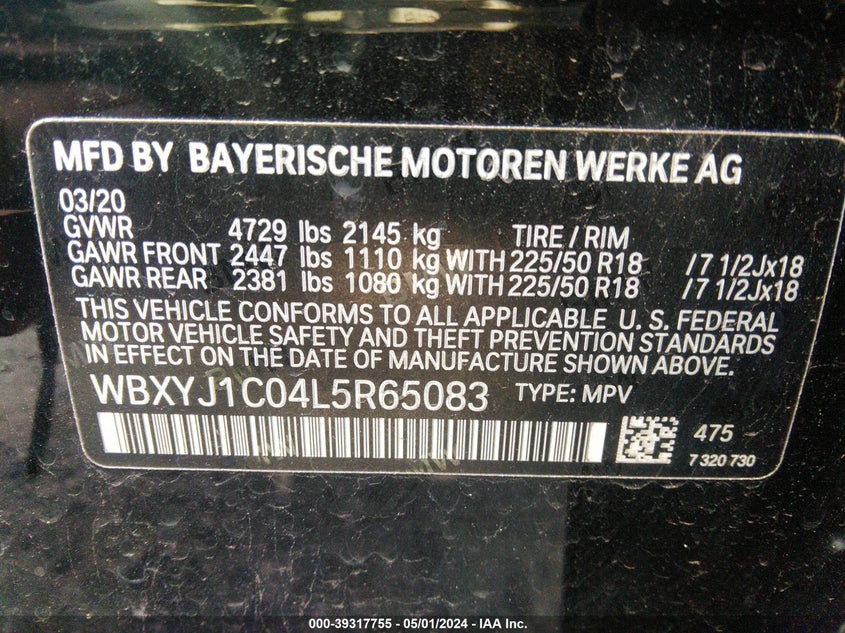 MFD BY BAYERISCHE MOTOREN WERKE AG
03/20
GVWR 4729 lbs 2145 kg TIRE / RIM
GAWR FRONT 2447 lbs 1110 kg WITH 225/50 R18 /7 1/2Jx18
GAWR REAR 2381 lbs 1080 kg WITH 225/50 R18 /7 1/2Jx18
THIS VEHICLE CONFORMS TO ALL APPLICABLE U. S. FEDERAL
MOTOR VEHICLE SAFETY AND THEFT PREVENTION STANDARDS
IN EFFECT ON THE DATE OF MANUFACTURE SHOWN ABOVE.
WBXYJ1C04L5R65083 TYPE: MPV
475
7 320 730
000-39317755 - 05/01/2024 - IAA Inc.